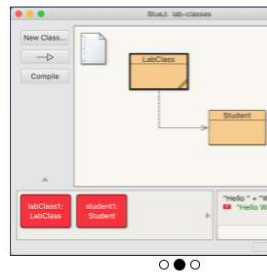 BlueJ: lab-classes
New Class...
Compile
LabClass
Student
labClass1:
LabClass
student1:
Student
"Hello " + "W
"Hello W